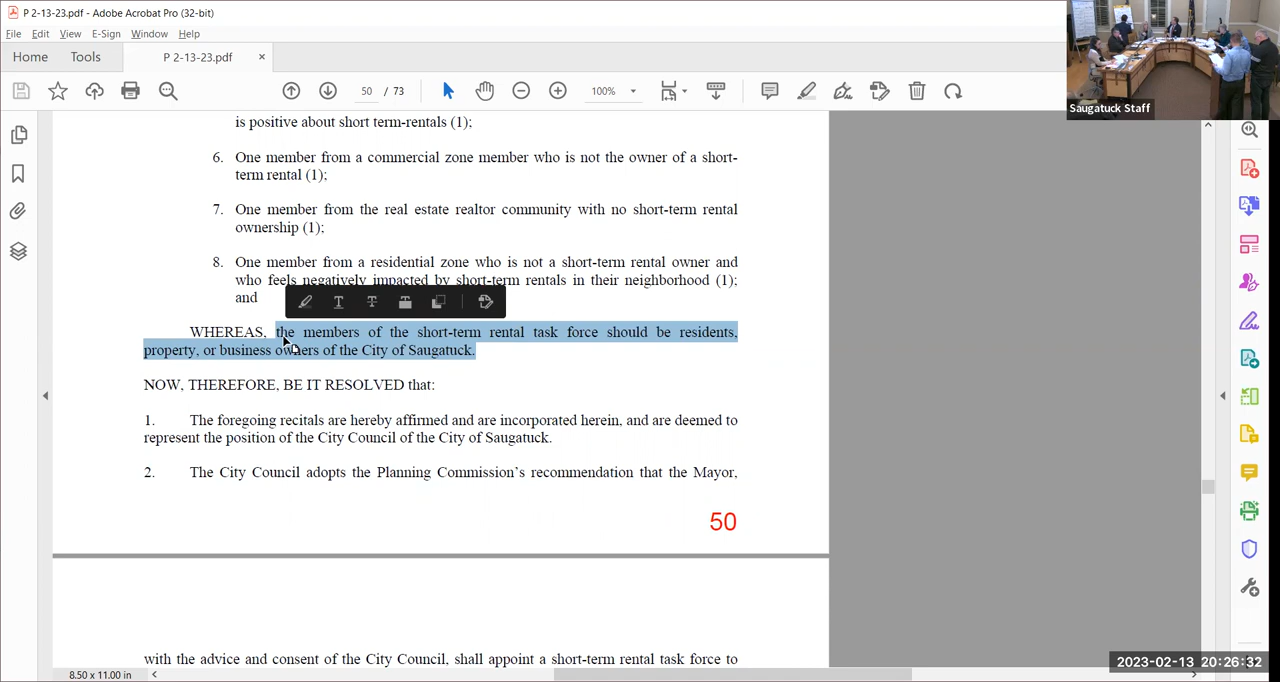 P 2-13-23.pdf - Adobe Acrobat Pro (32-bit)
File Edit View E-Sign Window Help
Home Tools P 2-13-23.pdf ×
50 / 73 100%
Saugatuck Staff
is positive about short term-rentals (1);
6. One member from a commercial zone member who is not the owner of a short-
term rental (1);
7. One member from the real estate realtor community with no short-term rental
ownership (1);
8. One member from a residential zone who is not a short-term rental owner and
who feels negatively impacted by short-term rentals in their neighborhood (1);
and
WHEREAS, the members of the short-term rental task force should be residents,
property, or business owners of the City of Saugatuck.
NOW, THEREFORE, BE IT RESOLVED that:
1. The foregoing recitals are hereby affirmed and are incorporated herein, and are deemed to
represent the position of the City Council of the City of Saugatuck.
2. The City Council adopts the Planning Commission's recommendation that the Mayor,
50
with the advice and consent of the City Council, shall appoint a short-term rental task force to
8.50 x 11.00 in
2023-02-13 20:26:32